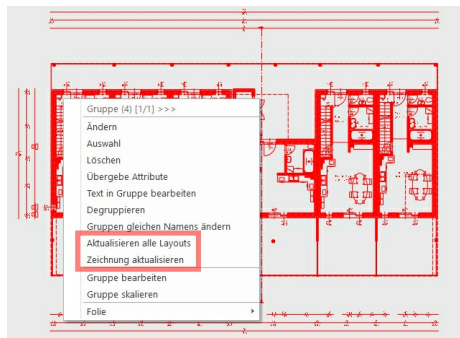 Gruppe (4) [1/1] >>>
Ändern
Auswahl
Löschen
Übergebe Attribute
Text in Gruppe bearbeiten
Degruppieren
Gruppen gleichen Namens ändern
Aktualisieren alle Layouts
Zeichnung aktualisieren
Gruppe bearbeiten
Gruppe skalieren
Folie